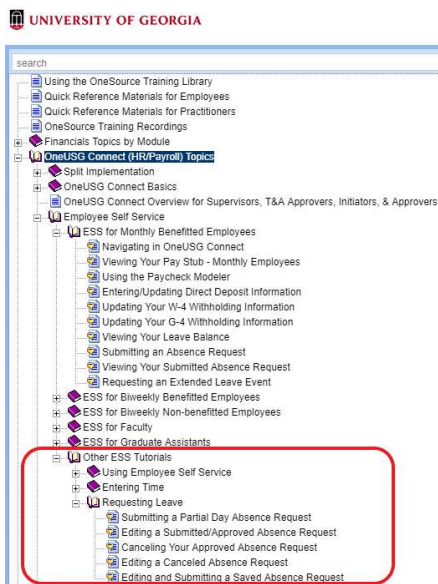 UNIVERSITY OF GEORGIA
search
Using the OneSource Training Library
Quick Reference Materials for Employees
Quick Reference Materials for Practitioners
OneSource Training Recordings
Financials Topics by Module
OneUSG Connect (HR/Payroll) Topics
Split Implementation
OneUSG Connect Basics
OneUSG Connect Overview for Supervisors, T&A Approvers, Initiators, & Approvers
Employee Self Service
ESS for Monthly Benefitted Employees
Navigating in OneUSG Connect
Viewing Your Pay Stub - Monthly Employees
Using the Paycheck Modeler
Entering/Updating Direct Deposit Information
Updating Your W-4 Withholding Information
Updating Your G-4 Withholding Information
Viewing Your Leave Balance
Submitting an Absence Request
Viewing Your Submitted Absence Request
Requesting an Extended Leave Event
ESS for Biweekly Benefitted Employees
ESS for Biweekly Non-benefitted Employees
ESS for Faculty
ESS for Graduate Assistants
Other ESS Tutorials
Using Employee Self Service
Entering Time
Requesting Leave
Submitting a Partial Day Absence Request
Editing a Submitted/Approved Absence Request
Canceling Your Approved Absence Request
Editing a Canceled Absence Request
Editing and Submitting a Saved Absence Request